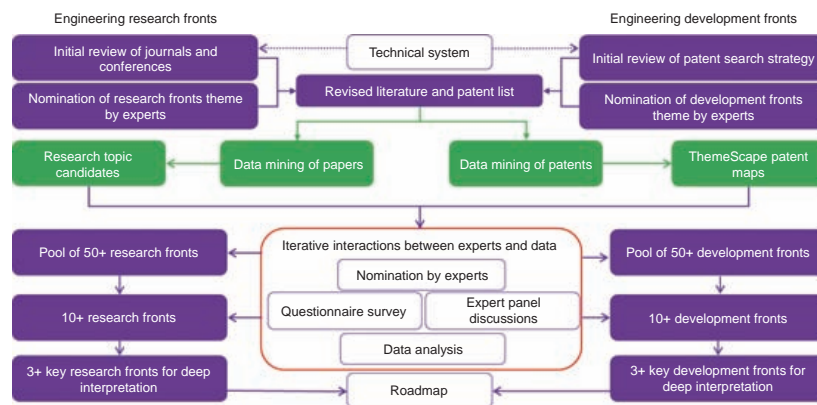 Engineering research fronts
Engineering development fronts
Initial review of journals and
conferences
Technical system
Initial review of patent search strategy
Nomination of research fronts theme
by experts
Revised literature and patent list
Nomination of development fronts
theme by experts
Research topic
candidates
Data mining of papers
Data mining of patents
ThemeScape patent
maps
Iterative interactions between experts and data
Pool of 50+ research fronts
Nomination by experts
Pool of 50+ development fronts
10+ research fronts
Questionnaire survey
Expert panel
discussions
10+ development fronts
Data analysis
3+ key research fronts for deep
interpretation
Roadmap
3+ key development fronts for
deep interpretation